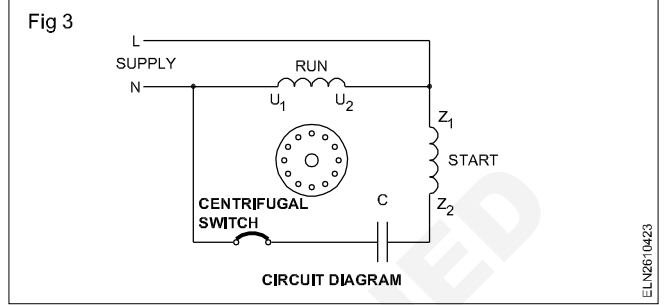 Fig 3
L
SUPPLY
N
RUN
U1 U2
Z1
START
Z2
CENTRIFUGAL
SWITCH
C
CIRCUIT DIAGRAM
ELN2610423